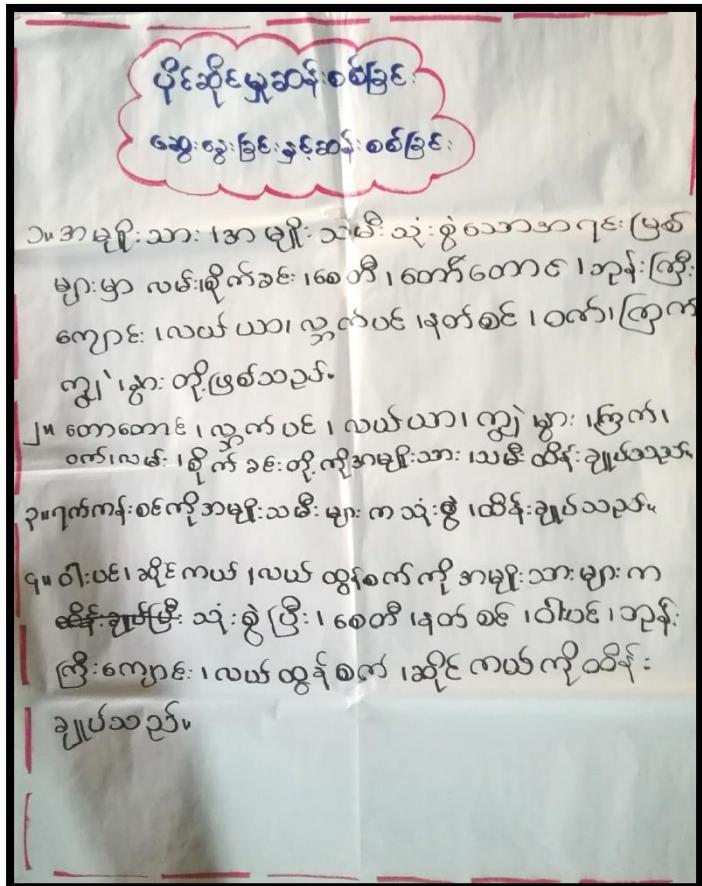 ပိုင်ဆိုင်မှုဆန်းစစ်ခြင်း
ဆွေးနွေးခြင်းနှင့်ဆန်းစစ်ခြင်း
၁။ အမျိုးသား ၊အမျိုးသမီး သုံးစွဲသောအရင်းမြစ်
များမှာ လမ်း၊စိုက်ခင်း ၊စေတီ ၊တော်တောင် ၊ဘုန်းကြီး
ကျောင်း ၊လယ်ယာ၊ လ္ဘက်ပင် ၊နတ်စင် ၊ ဝက်၊ ကြက်
ကျွဲ ၊နွား တို့ဖြစ်သည်။
၂။ တောတောင် ၊ လ္ဘက်ပင် ၊ လယ်ယာ၊ ကျွဲ နွား ၊ကြက်၊
ဝက်၊လမ်း ၊စိုက်ခင်းတို့ကိုအမျိုးသား ၊သမီး ထိန်းချုပ်သည်။
၃။ရက်ကန်းစင်ကိုအမျိုးသမီးများ က သုံးစွဲ ၊ထိန်းချုပ်သည်။
၄။ ဝါးပင်၊ ဆိုင်ကယ် ၊လယ်ထွန်စက်ကို အမျိုးသားများက
သုံးစွဲပြီး၊ စေတီ ၊နတ်စင် ၊ဝါးပင် ၊ဘုန်း
ကြီးကျောင်း ၊လယ်ထွန်စက် ၊ဆိုင်ကယ်ကိုထိန်း
ချုပ်သည်။